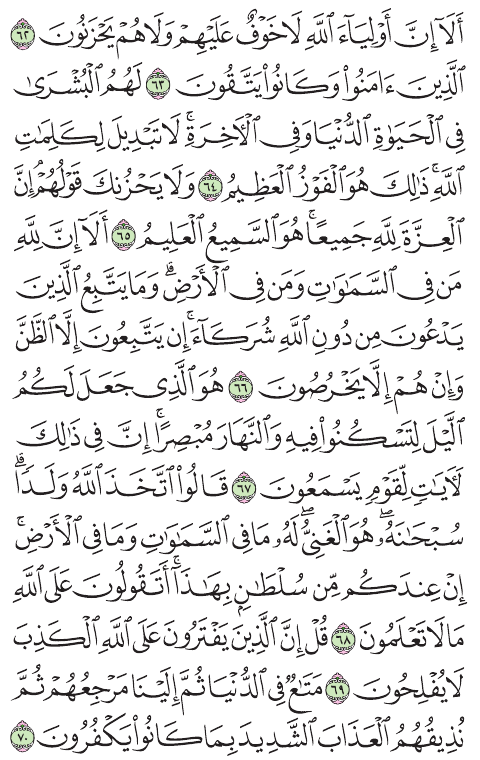 أَلَآ إِنَّ أَوْلِيَآءَ ٱللَّهِ لَا خَوْفٌ عَلَيْهِمْ وَلَا هُمْ يَحْزَنُونَ ٦٢
ٱلَّذِينَ ءَامَنُوا۟ وَكَانُوا۟ يَتَّقُونَ ٦٣ لَهُمُ ٱلْبُشْرَىٰ
فِى ٱلْحَيَوٰةِ ٱلدُّنْيَا وَفِى ٱلْـَٔاخِرَةِ ۚ لَا تَبْدِيلَ لِكَلِمَٰتِ
ٱللَّهِ ۚ ذَٰلِكَ هُوَ ٱلْفَوْزُ ٱلْعَظِيمُ ٦٤ وَلَا يَحْزُنكَ قَوْلُهُمْ ۘ إِنَّ
ٱلْعِزَّةَ لِلَّهِ جَمِيعًا ۚ هُوَ ٱلسَّمِيعُ ٱلْعَلِيمُ ٦٥ أَلَآ إِنَّ لِلَّهِ
مَن فِى ٱلسَّمَٰوَٰتِ وَمَن فِى ٱلْأَرْضِ ۗ وَمَا يَتَّبِعُ ٱلَّذِينَ
يَدْعُونَ مِن دُونِ ٱللَّهِ شُرَكَآءَ ۚ إِن يَتَّبِعُونَ إِلَّا ٱلظَّنَّ
وَإِنْ هُمْ إِلَّا يَخْرُصُونَ ٦٦ هُوَ ٱلَّذِى جَعَلَ لَكُمُ
ٱلَّيْلَ لِتَسْكُنُوا۟ فِيهِ وَٱلنَّهَارَ مُبْصِرًا ۚ إِنَّ فِى ذَٰلِكَ
لَـَٔايَٰتٍ لِّقَوْمٍ يَسْمَعُونَ ٦٧ قَالُوا۟ ٱتَّخَذَ ٱللَّهُ وَلَدًا ۗ
سُبْحَٰنَهُۥ ۖ هُوَ ٱلْغَنِىُّ ۖ لَهُۥ مَا فِى ٱلسَّمَٰوَٰتِ وَمَا فِى ٱلْأَرْضِ ۚ
إِنْ عِندَكُم مِّن سُلْطَٰنٍۭ بِهَٰذَآ ۚ أَتَقُولُونَ عَلَى ٱللَّهِ
مَا لَا تَعْلَمُونَ ٦٨ قُلْ إِنَّ ٱلَّذِينَ يَفْتَرُونَ عَلَى ٱللَّهِ ٱلْكَذِبَ
لَا يُفْلِحُونَ ٦٩ مَتَٰعٌ فِى ٱلدُّنْيَا ثُمَّ إِلَيْنَا مَرْجِعُهُمْ ثُمَّ
نُذِيقُهُمُ ٱلْعَذَابَ ٱلشَّدِيدَ بِمَا كَانُوا۟ يَكْفُرُونَ ٧٠